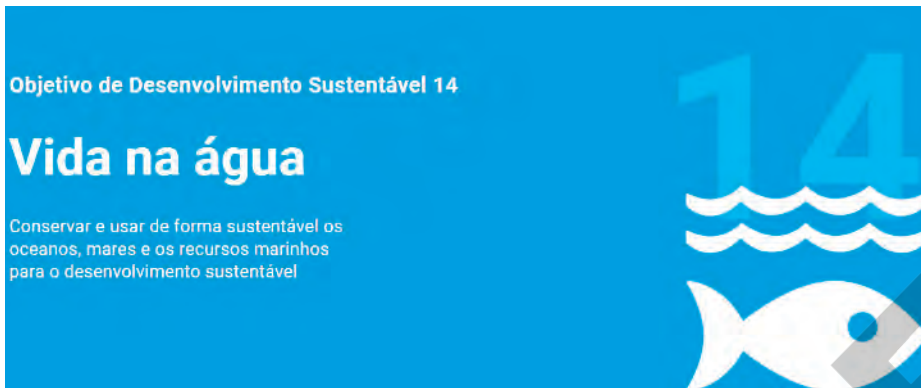 Objetivo de Desenvolvimento Sustentável 14
14
Vida na água
Conservar e usar de forma sustentável os
oceanos, mares e os recursos marinhos
para o desenvolvimento sustentável